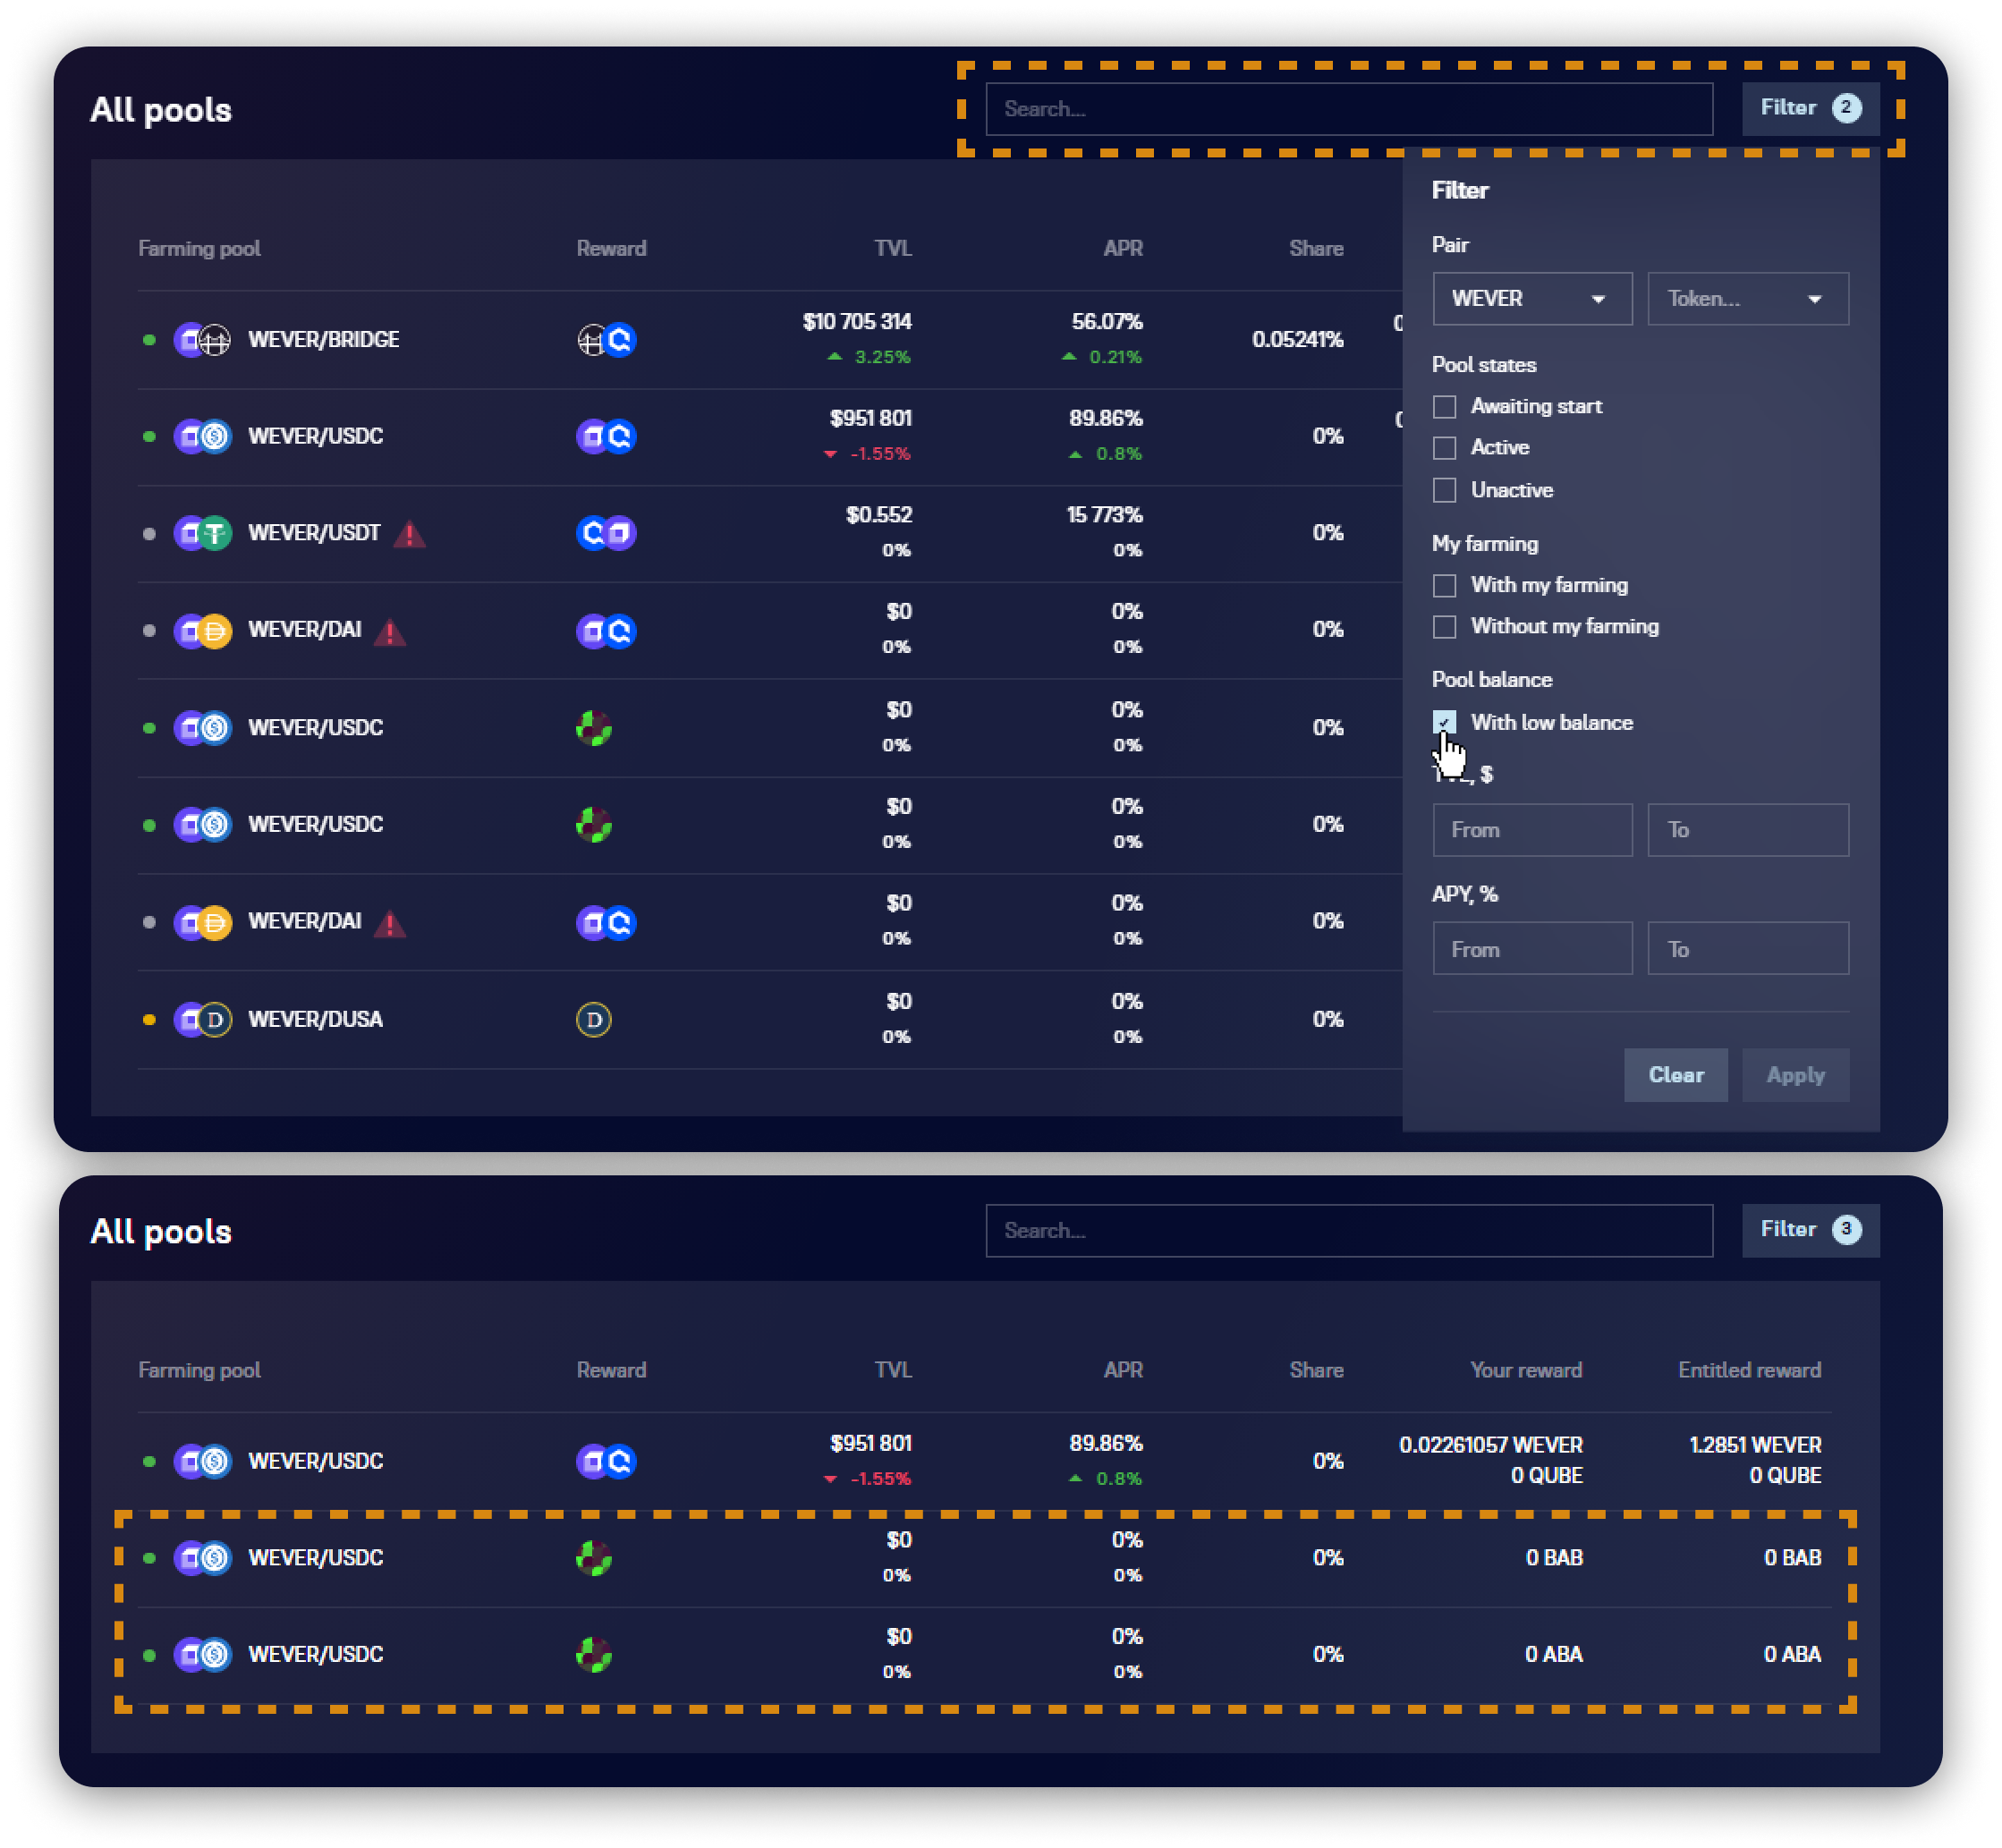 All pools
Search...
Filter 2
Farming pool Reward TVL APR Share
WEVER/BRIDGE $10 705 314 3.25% 56.07% 0.21% 0.05241%
WEVER/USDC $951 801 -1.55% 89.86% 0.8% 0%
WEVER/USDT $0.552 0% 15 773% 0% 0%
WEVER/DAI $0 0% 0% 0% 0%
WEVER/USDC $0 0% 0% 0% 0%
WEVER/USDC $0 0% 0% 0% 0%
WEVER/DAI $0 0% 0% 0% 0%
WEVER/DUSA D $0 0% 0% 0% 0%
Filter
Pair
WEVER Token...
Pool states
Awaiting start
Active
Unactive
My farming
With my farming
Without my farming
Pool balance
With low balance
$
From To
APY, %
From To
Clear Apply
All pools
Search...
Filter 3
Farming pool Reward TVL APR Share Your reward Entitled reward
WEVER/USDC $951 801 -1.55% 89.86% 0.8% 0% 0.02261057 WEVER 0 QUBE 1.2851 WEVER 0 QUBE
WEVER/USDC $0 0% 0% 0% 0% 0 BAB 0 BAB
WEVER/USDC $0 0% 0% 0% 0% 0 ABA 0 ABA